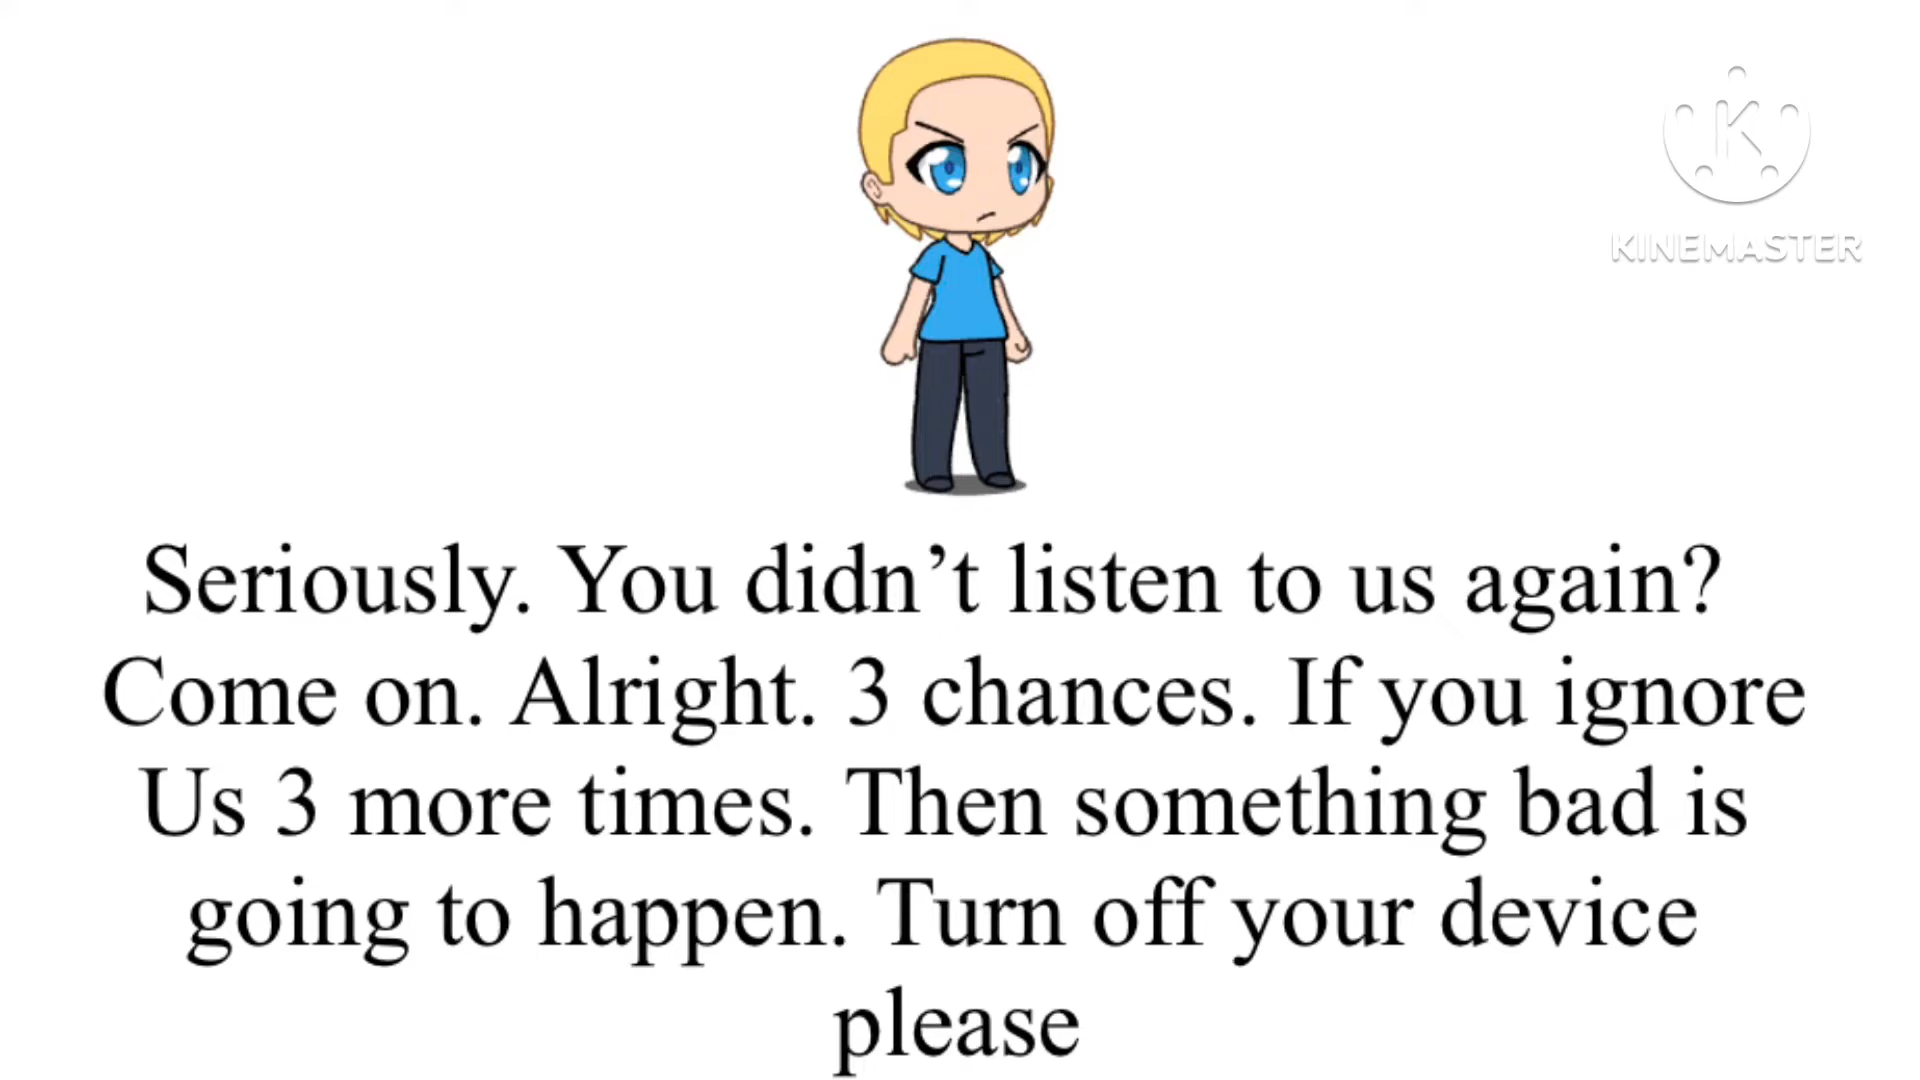 K
KINEMASTER
Seriously. You didn’t listen to us again?
Come on. Alright. 3 chances. If you ignore
Us 3 more times. Then something bad is
going to happen. Turn off your device
please